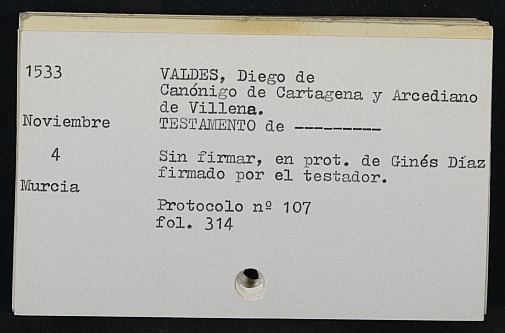 1533
VALDES, Diego de
Canónigo de Cartagena y Arcediano
de Villena.
Noviembre
TESTAMENTO de ---------
4
Sin firmar, en prot. de Ginés Díaz
firmado por el testador.
Murcia
Protocolo nº 107
fol. 314